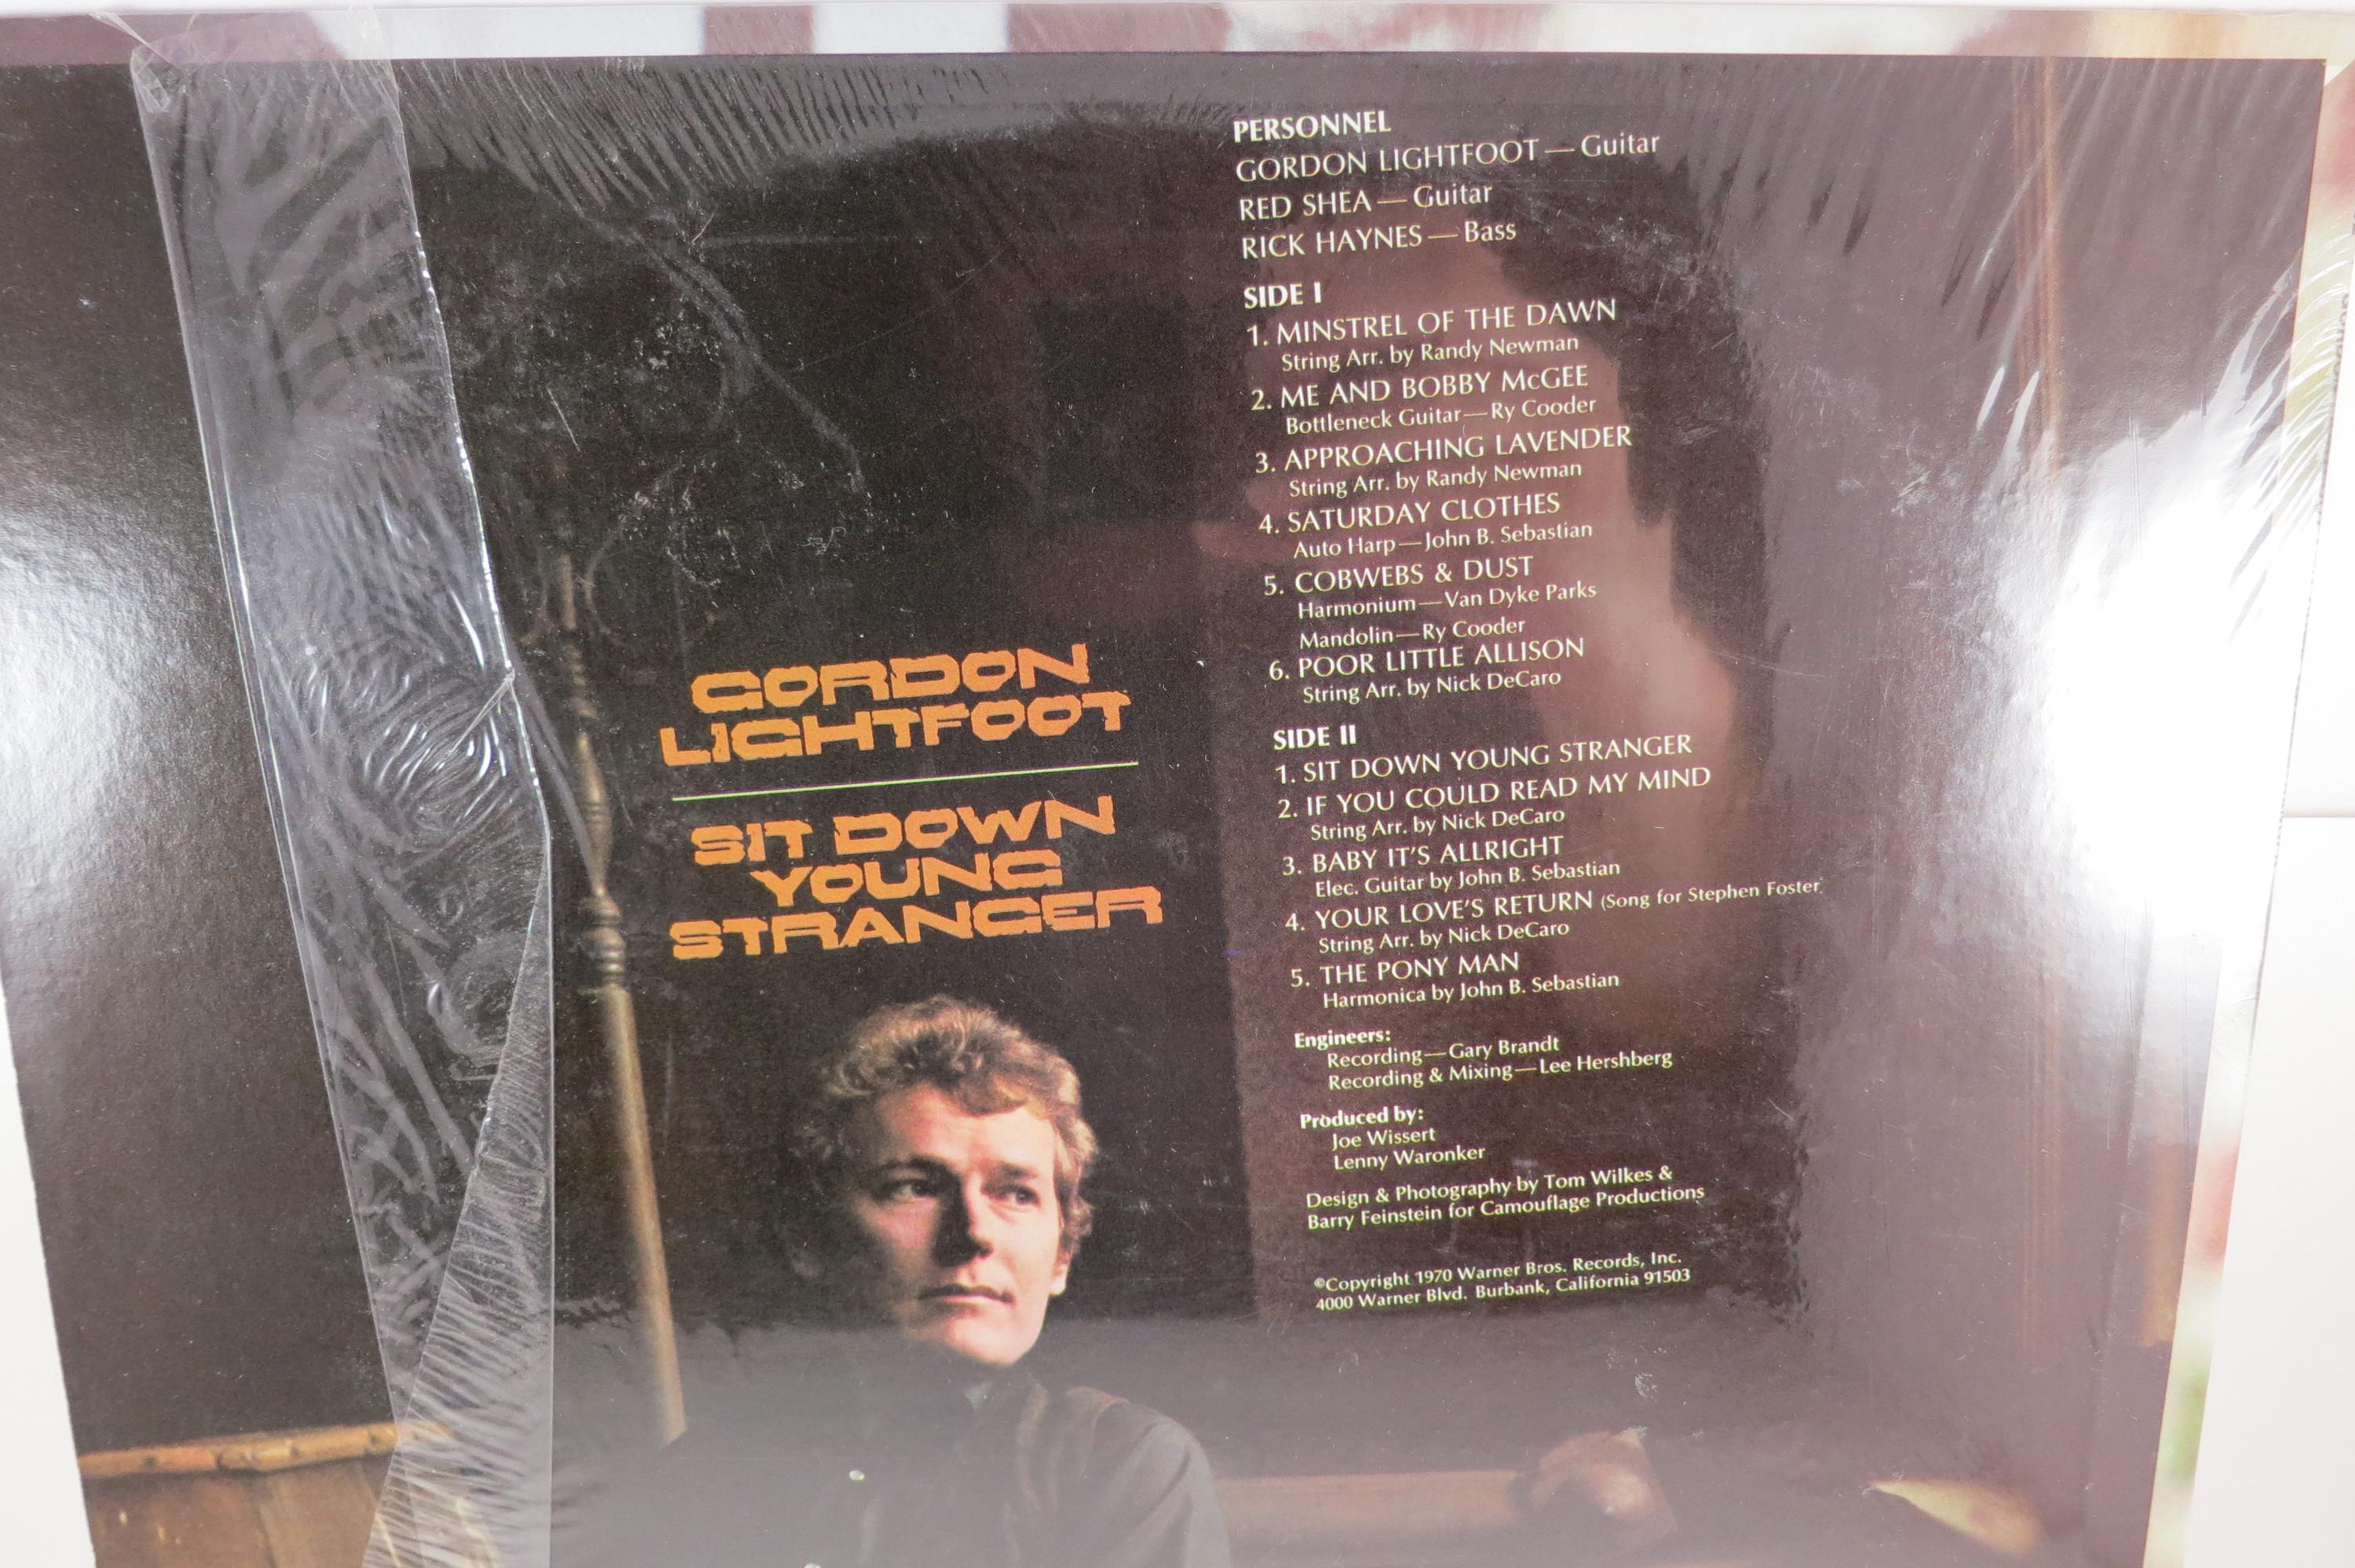 PERSONNEL
GORDON LIGHTFOOT — Guitar
RED SHEA — Guitar
RICK HAYNES — Bass
SIDE I
1. MINSTREL OF THE DAWN
String Arr. by Randy Newman
2. ME AND BOBBY McGEE
Bottleneck Guitar—Ry Cooder
3. APPROACHING LAVENDER
String Arr. by Randy Newman
4. SATURDAY CLOTHES
Auto Harp—John B. Sebastian
5. COBWEBS & DUST
Harmonium—Van Dyke Parks
Mandolin—Ry Cooder
6. POOR LITTLE ALLISON
String Arr. by Nick DeCaro
SIDE II
1. SIT DOWN YOUNG STRANGER
2. IF YOU COULD READ MY MIND
String Arr. by Nick DeCaro
3. BABY IT'S ALLRIGHT
Elec. Guitar by John B. Sebastian
4. YOUR LOVE'S RETURN (Song for Stephen Foster
String Arr. by Nick DeCaro
5. THE PONY MAN
Harmonica by John B. Sebastian
Engineers:
Recording—Gary Brandt
Recording & Mixing—Lee Hershberg
Produced by:
Joe Wissert
Lenny Waronker
Design & Photography by Tom Wilkes &
Barry Feinstein for Camouflage Productions
©Copyright 1970 Warner Bros. Records, Inc.
4000 Warner Blvd. Burbank, California 91503
GORDON
LIGHTFOOT
SIT DOWN
YOUNG
STRANGER